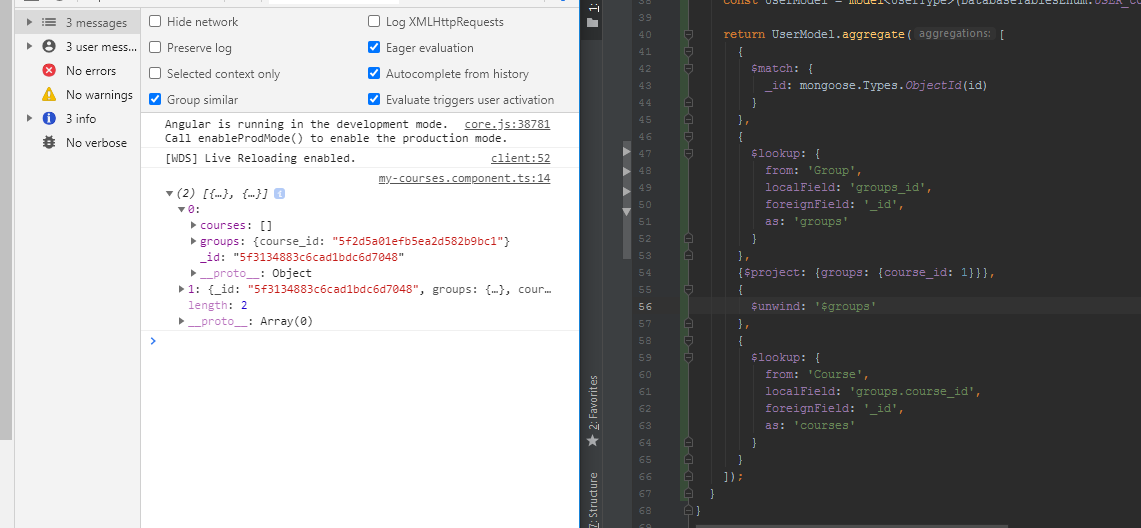 3 messages
3 user mess...
No errors
No warnings
3 info
No verbose
Hide network
Log XMLHttpRequests
Preserve log
Eager evaluation
Selected context only
Autocomplete from history
Group similar
Evaluate triggers user activation
Angular is running in the development mode. core.js:38781
Call enableProdMode() to enable the production mode.
[WDS] Live Reloading enabled. client:52
my-courses.component.ts:14
(2) [{…}, {…}] i
0:
courses: []
groups: {course_id: "5f2d5a01efb5ea2d582b9bc1"}
_id: "5f3134883c6cad1bdc6d7048"
__proto__: Object
1: {_id: "5f3134883c6cad1bdc6d7048", groups: {…}, cour…
length: 2
__proto__: Array(0)
1:
2: Favorites
7: Structure
39
40 return UserModel.aggregate( aggregations: [
41 {
42 $match: {
43 _id: mongoose.Types.ObjectId(id)
44 }
45 },
46 {
47 $lookup: {
48 from: 'Group',
49 localField: 'groups_id',
50 foreignField: '_id',
51 as: 'groups'
52 }
53 },
54 {$project: {groups: {course_id: 1}}},
55 {
56 $unwind: '$groups'
57 },
58 {
59 $lookup: {
60 from: 'Course',
61 localField: 'groups.course_id',
62 foreignField: '_id',
63 as: 'courses'
64 }
65 }
66 ]);
67 }
68 }
69